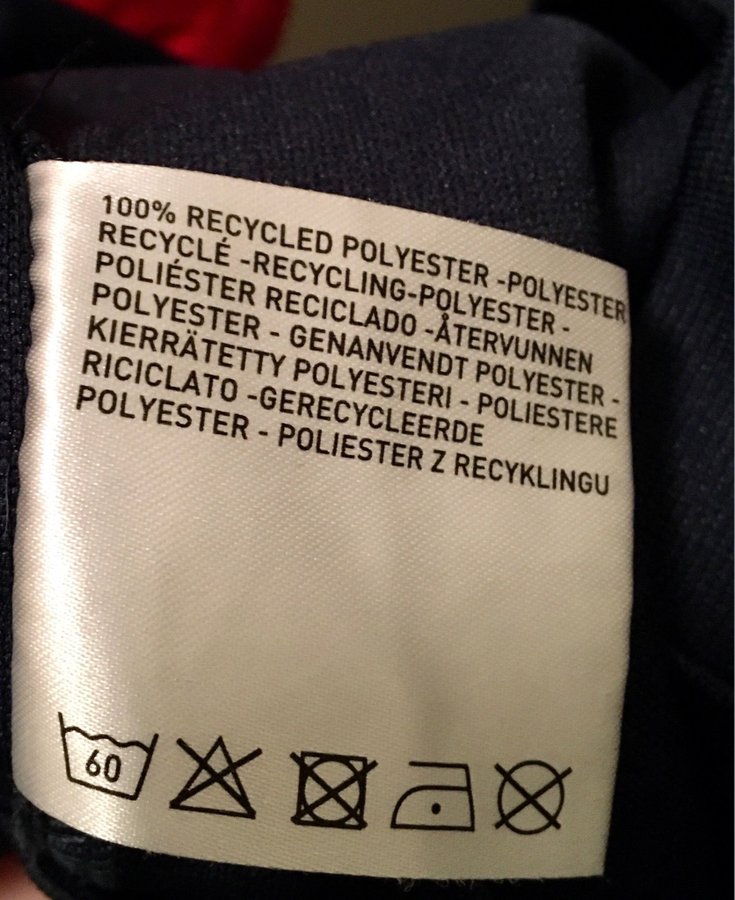 100% RECYCLED POLYESTER -POLYESTER
RECYCLÉ -RECYCLING-POLYESTER -
POLIÉSTER RECICLADO -ÅTERVUNNEN
POLYESTER - GENANVENDT POLYESTER -
KIERRÄTETTY POLYESTERI - POLIESTERE
RICICLATO -GERECYCLEERDE
POLYESTER - POLIESTER Z RECYKLINGU
60